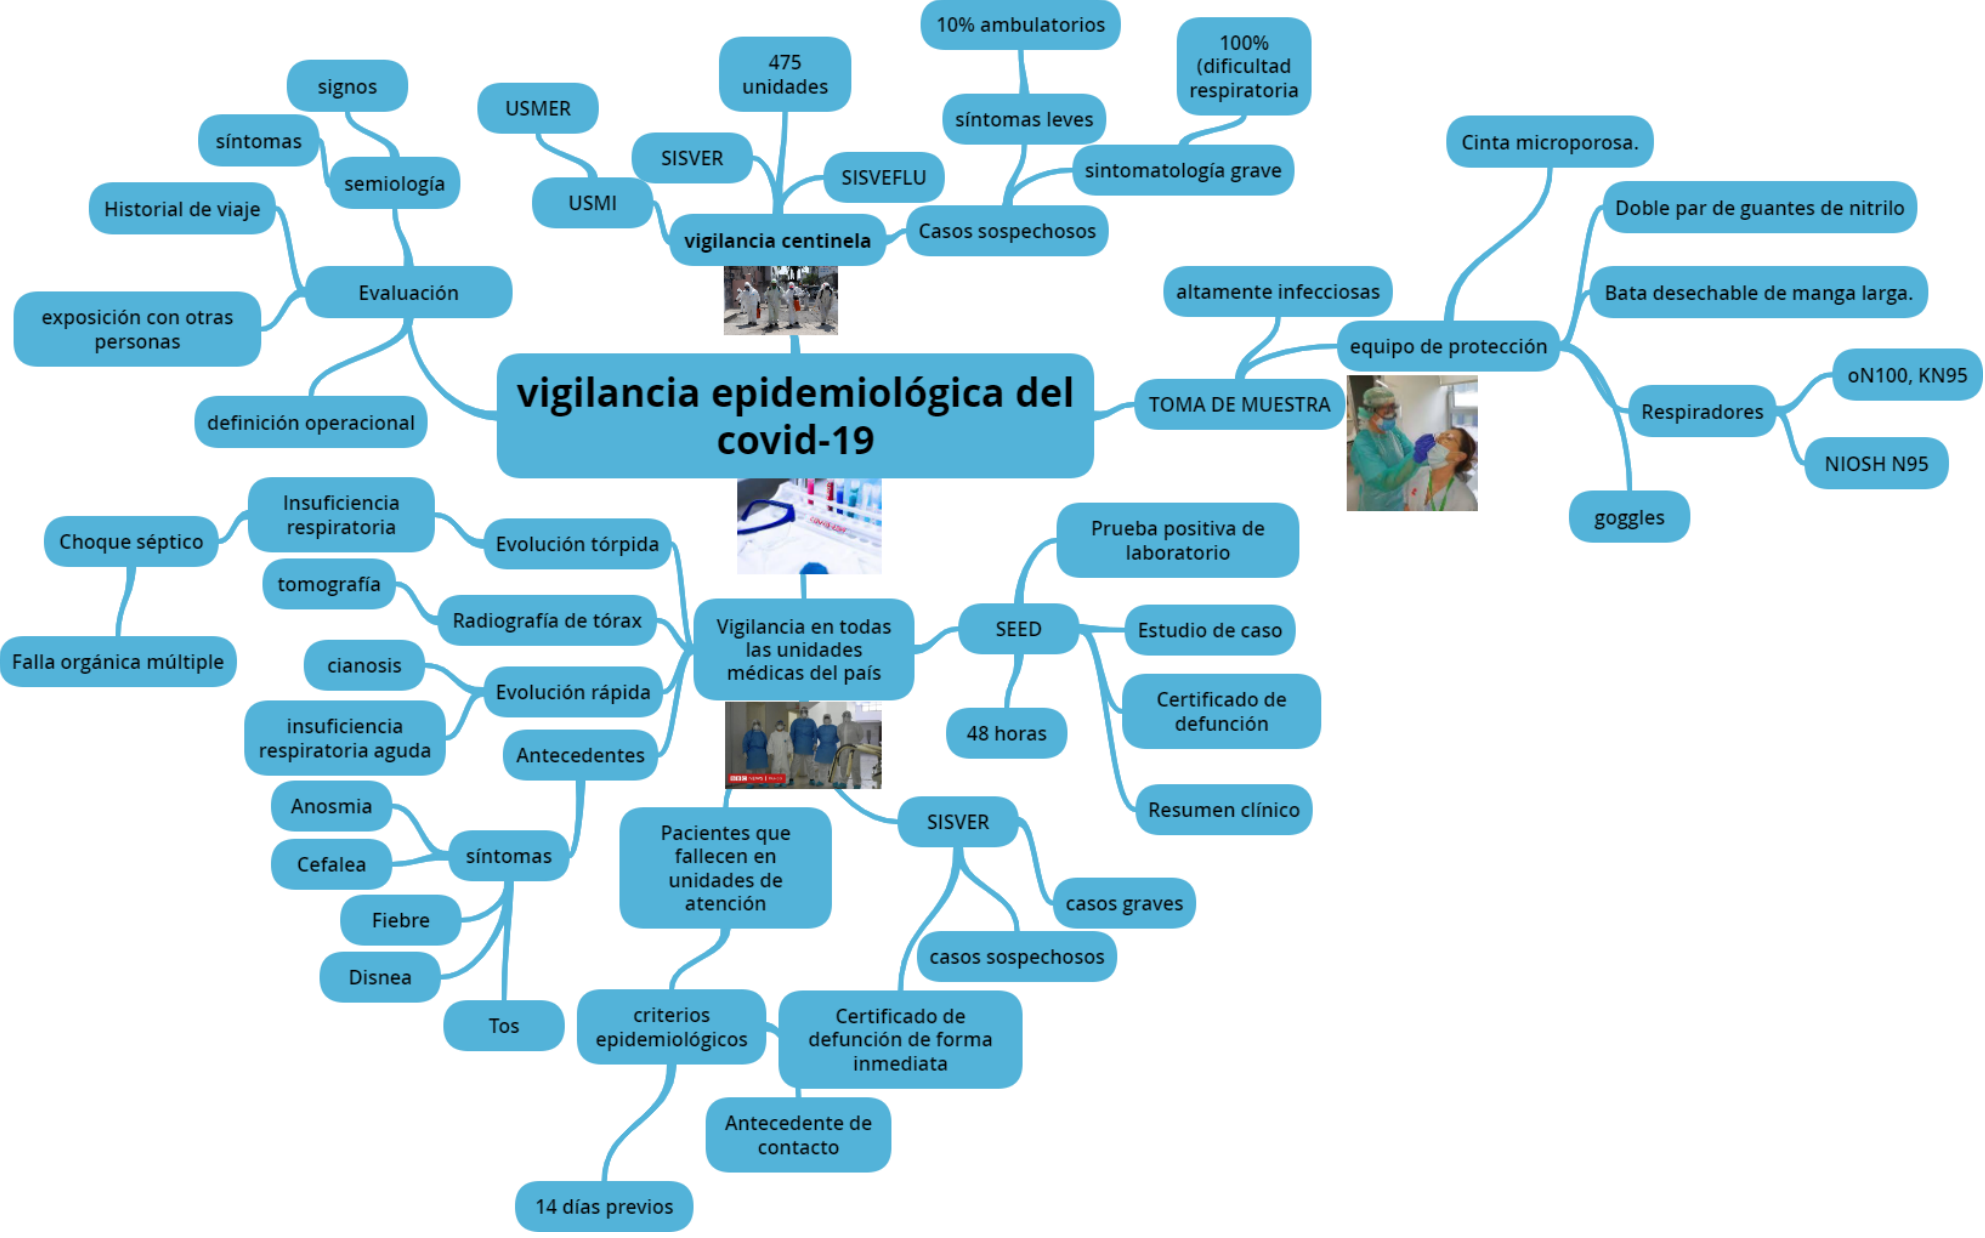 10% ambulatorios
100%
(dificultad
respiratoria
475
unidades
signos
USMER
síntomas leves
síntomas
SISVER
SISVEFLU
sintomatología grave
Cinta microporosa.
semiología
USMI
Historial de viaje
vigilancia centinela
Casos sospechosos
Doble par de guantes de nitrilo
Evaluación
altamente infecciosas
Bata desechable de manga larga.
exposición con otras
personas
equipo de protección
vigilancia epidemiológica del
covid-19
TOMA DE MUESTRA
oN100, KN95
Respiradores
definición operacional
NIOSH N95
goggles
Insuficiencia
respiratoria
Choque séptico
Evolución tórpida
Prueba positiva de
laboratorio
tomografía
Radiografía de tórax
Vigilancia en todas
las unidades
médicas del país
SEED
Estudio de caso
Falla orgánica múltiple
cianosis
Evolución rápida
Certificado de
defunción
insuficiencia
respiratoria aguda
Antecedentes
48 horas
BBC NEWS
Anosmia
Resumen clínico
Pacientes que
fallecen en
unidades de
atención
SISVER
síntomas
Cefalea
Fiebre
casos graves
casos sospechosos
Disnea
Tos
criterios
epidemiológicos
Certificado de
defunción de forma
inmediata
Antecedente de
contacto
14 días previos